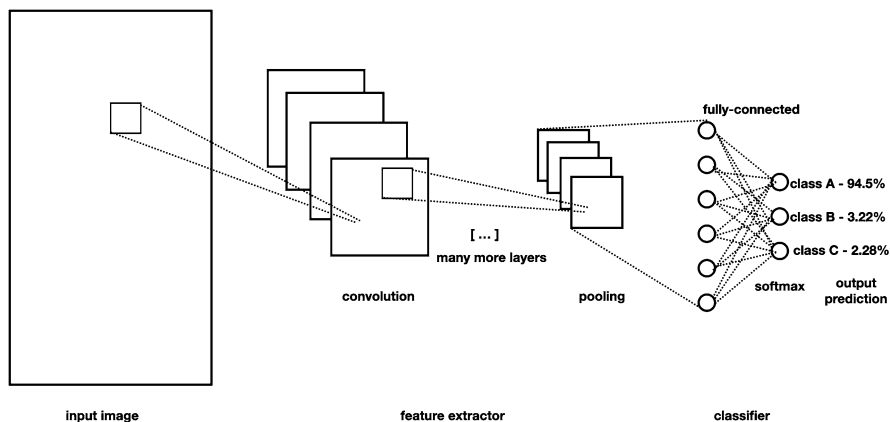 fully-connected
class A - 94.5%
class B - 3.22%
class C - 2.28%
[ ... ]
many more layers
softmax
output
prediction
convolution
pooling
input image
feature extractor
classifier